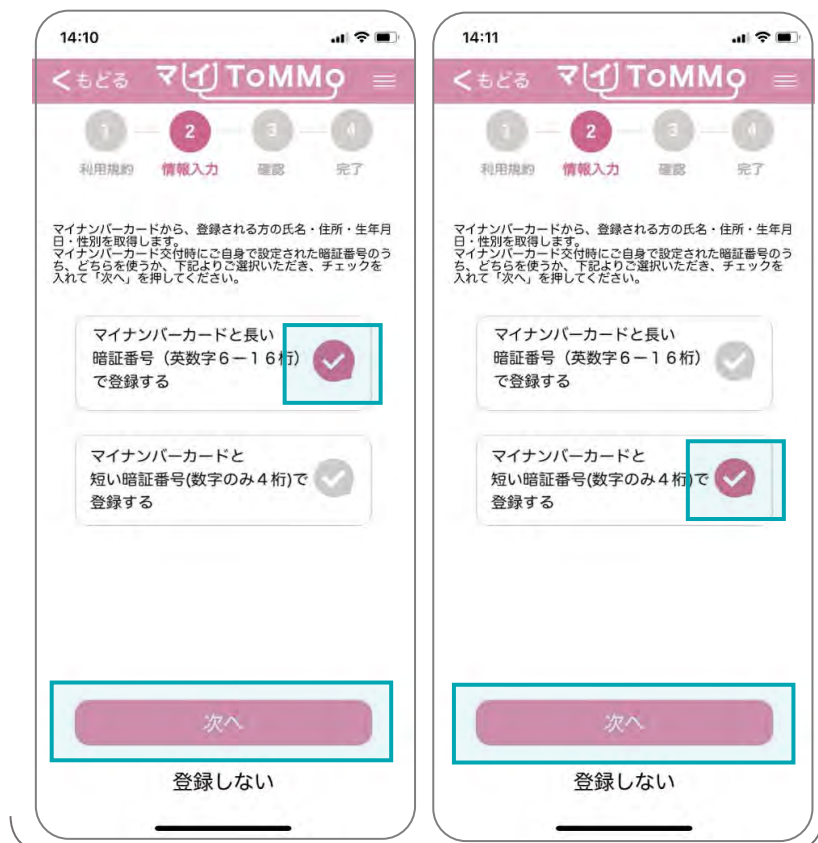 14:10
＜もどる マイToMMo
1 2 3 4
利用規約 情報入力 確認 完了
マイナンバーカードから、登録される方の氏名・住所・生年月
日・性別を取得します。
マイナンバーカード交付時にご自身で設定された暗証番号のう
ち、どちらを使うか、下記よりご選択いただき、チェックを
入れて「次へ」を押してください。
マイナンバーカードと長い
暗証番号（英数字６ー１６桁）
で登録する
マイナンバーカードと
短い暗証番号(数字のみ４桁)で
登録する
次へ
登録しない
14:11
＜もどる マイToMMo
1 2 3 4
利用規約 情報入力 確認 完了
マイナンバーカードから、登録される方の氏名・住所・生年月
日・性別を取得します。
マイナンバーカード交付時にご自身で設定された暗証番号のう
ち、どちらを使うか、下記よりご選択いただき、チェックを
入れて「次へ」を押してください。
マイナンバーカードと長い
暗証番号（英数字６ー１６桁）
で登録する
マイナンバーカードと
短い暗証番号(数字のみ４桁)で
登録する
次へ
登録しない